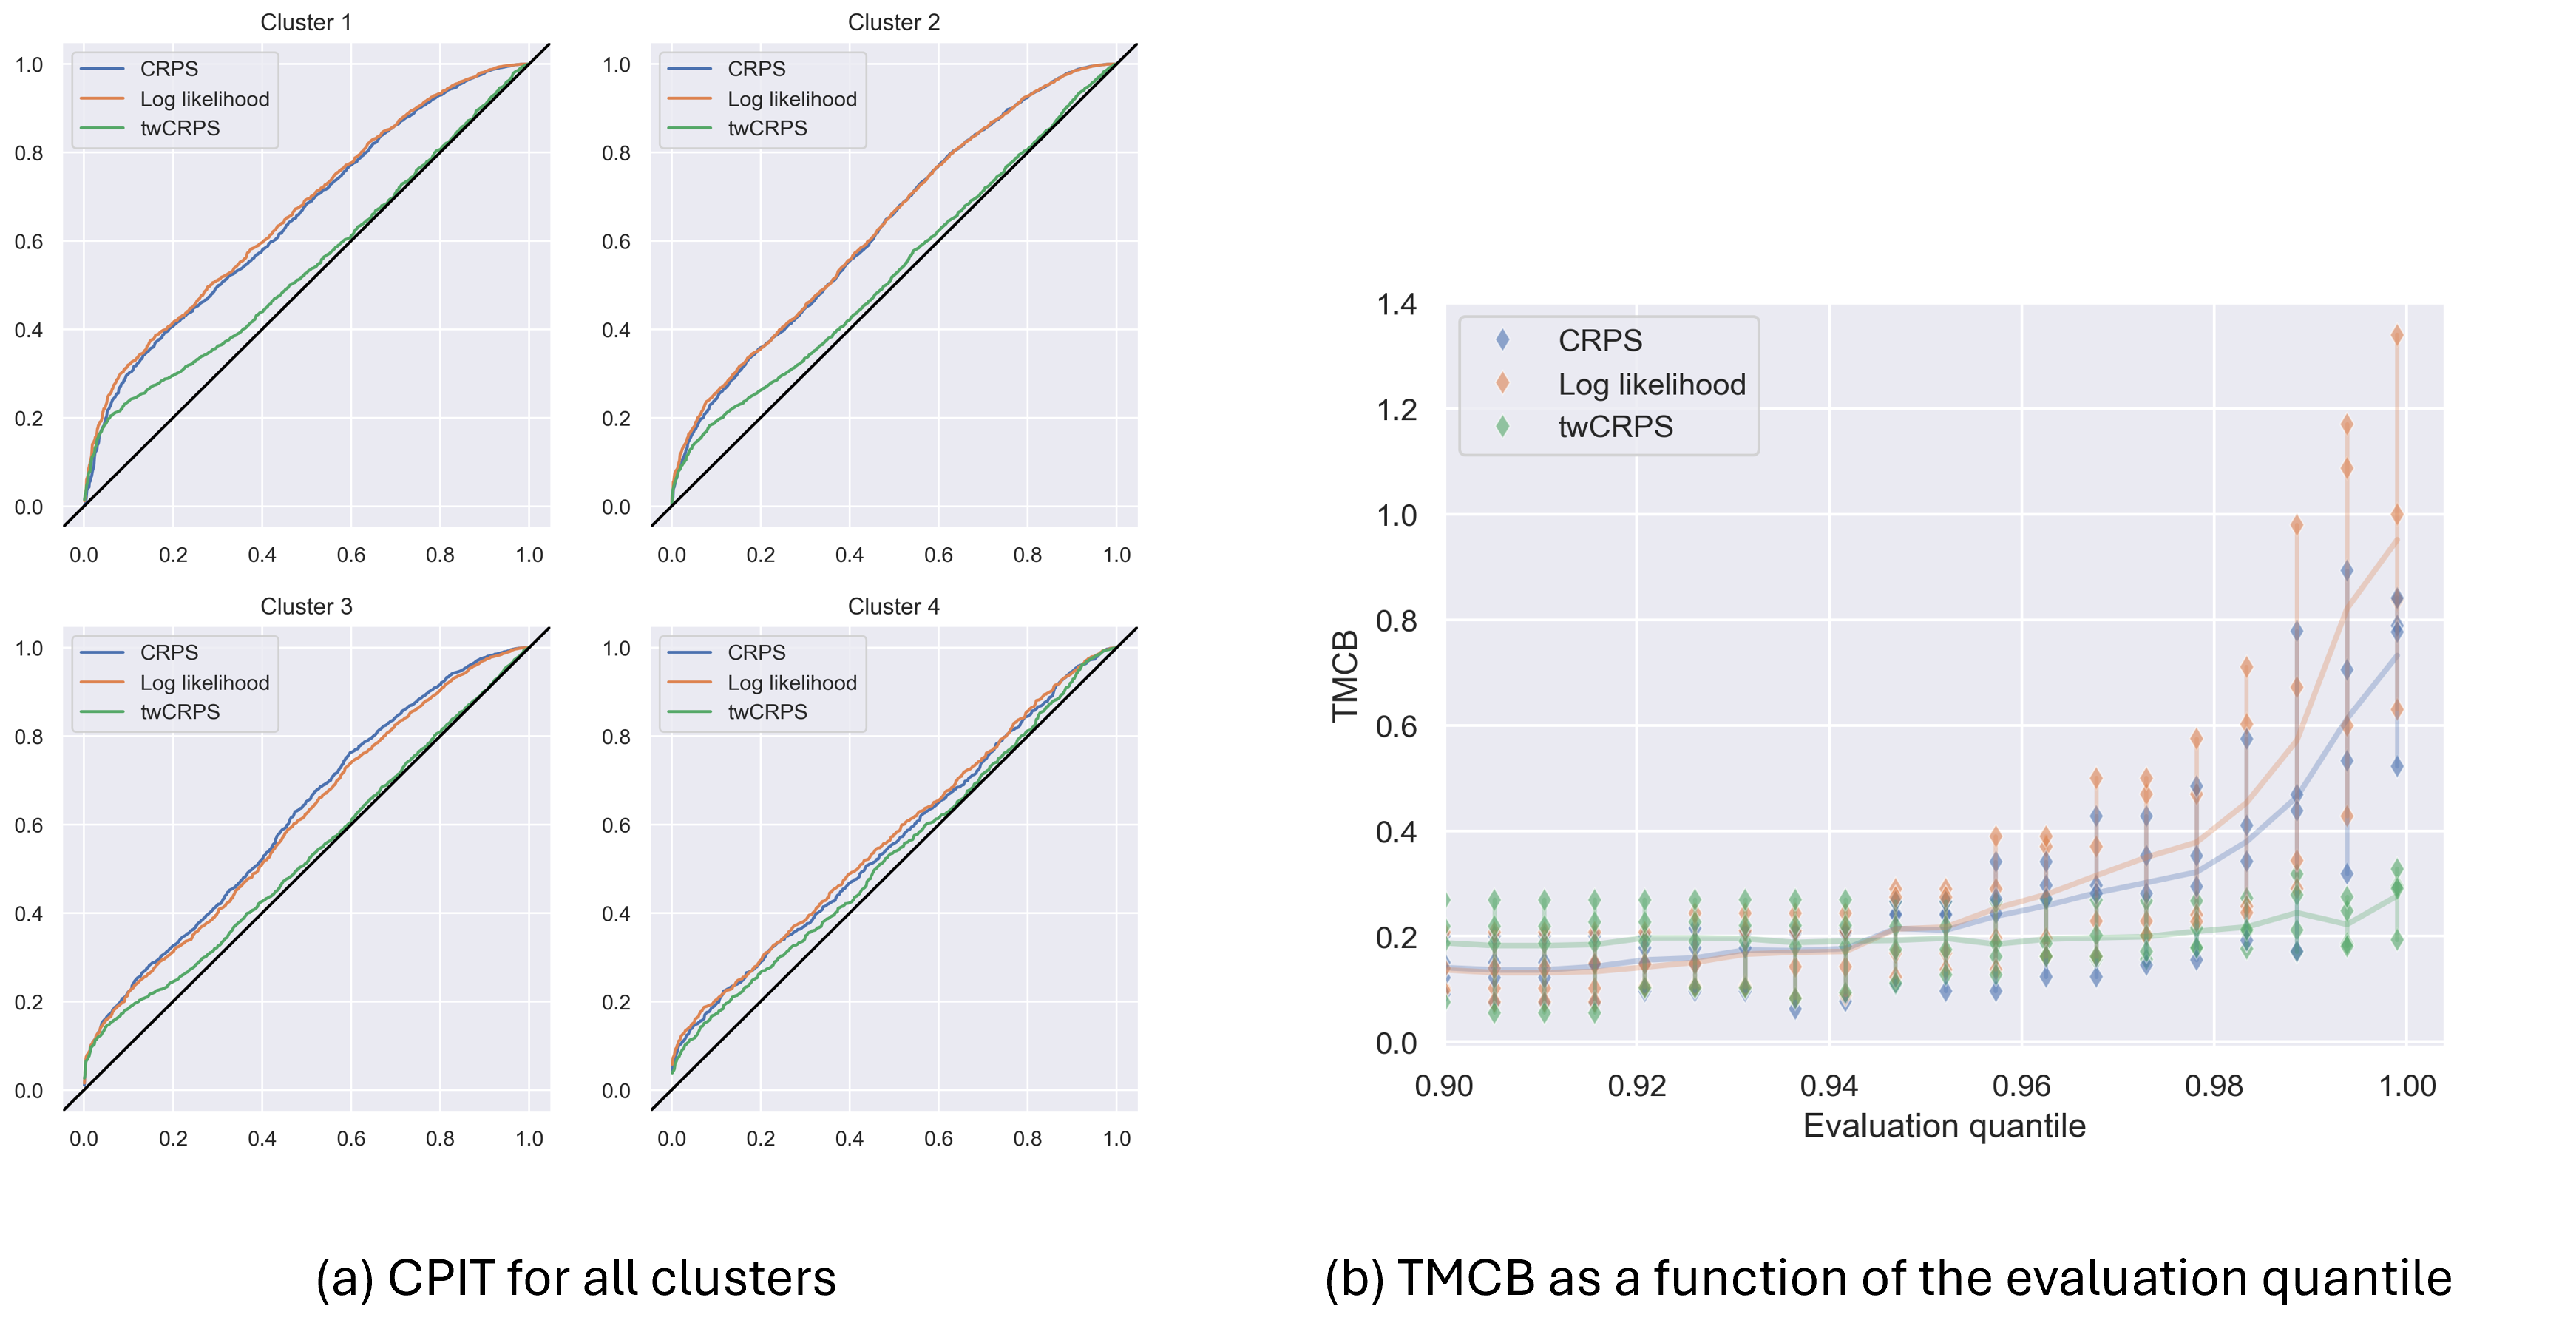 Cluster 1
CRPS
Log likelihood
twCRPS
1.0
0.8
0.6
0.4
0.2
0.0
0.0 0.2 0.4 0.6 0.8 1.0
Cluster 2
CRPS
Log likelihood
twCRPS
1.0
0.8
0.6
0.4
0.2
0.0
0.0 0.2 0.4 0.6 0.8 1.0
Cluster 3
CRPS
Log likelihood
twCRPS
1.0
0.8
0.6
0.4
0.2
0.0
0.0 0.2 0.4 0.6 0.8 1.0
Cluster 4
CRPS
Log likelihood
twCRPS
1.0
0.8
0.6
0.4
0.2
0.0
0.0 0.2 0.4 0.6 0.8 1.0
(a) CPIT for all clusters
CRPS
Log likelihood
twCRPS
TMCB
1.4
1.2
1.0
0.8
0.6
0.4
0.2
0.0
0.90 0.92 0.94 0.96 0.98 1.00
Evaluation quantile
(b) TMCB as a function of the evaluation quantile